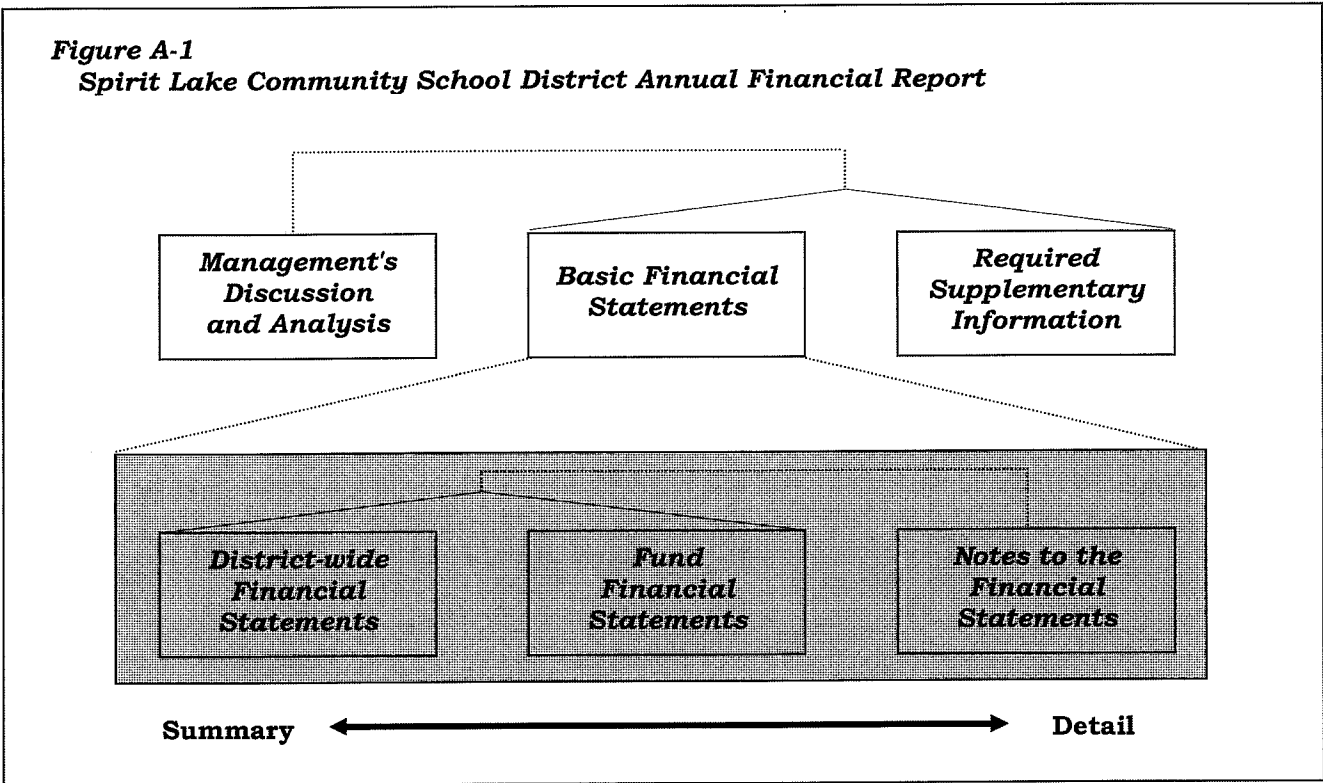 Figure A-1
Spirit Lake Community School District Annual Financial Report
Management's
Discussion
and Analysis
Basic Financial
Statements
Required
Supplementary
Information
District-wide
Financial
Statements
Fund
Financial
Statements
Notes to the
Financial
Statements
Summary
Detail